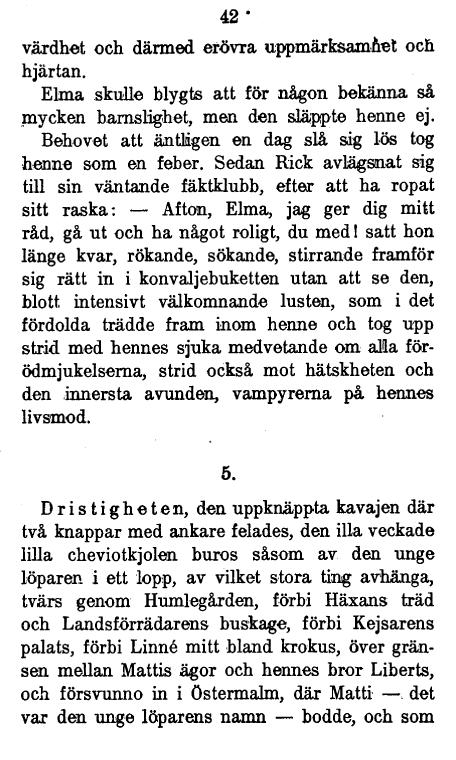 42
värdhet och därmed erövra uppmärksamhet och
hjärtan.
Elma skulle blygts att för någon bekänna så
mycken barnslighet, men den släppte henne ej.
Behovet att äntligen en dag slå sig lös tog
henne som en feber. Sedan Rick avlägsnat sig
till sin väntande fäktklubb, efter att ha ropat
sitt raska: — Afton, Elma, jag ger dig mitt
råd, gå ut och ha något roligt, du med! satt hon
länge kvar, rökande, sökande, stirrande framför
sig rätt in i konvaljebuketten utan att se den,
blott intensivt välkomnande lusten, som i det
fördolda trädde fram inom henne och tog upp
strid med hennes sjuka medvetande om alla för-
ödmjukelserna, strid också mot hätskheten och
den innersta avunden, vampyrerna på hennes
livsmod.
5.
Dristigheten, den uppknäppta kavajen där
två knappar med ankare felades, den illa veckade
lilla cheviotkjolen buros såsom av den unge
löparen i ett lopp, av vilket stora ting avhänga,
tvärs genom Humlegården, förbi Häxans träd
och Landsförrädarens buskage, förbi Kejsarens
palats, förbi Linné mitt bland krokus, över grän-
sen mellan Mattis ägor och hennes bror Liberts,
och försvunno in i Östermalm, där Matti — det
var den unge löparens namn — bodde, och som